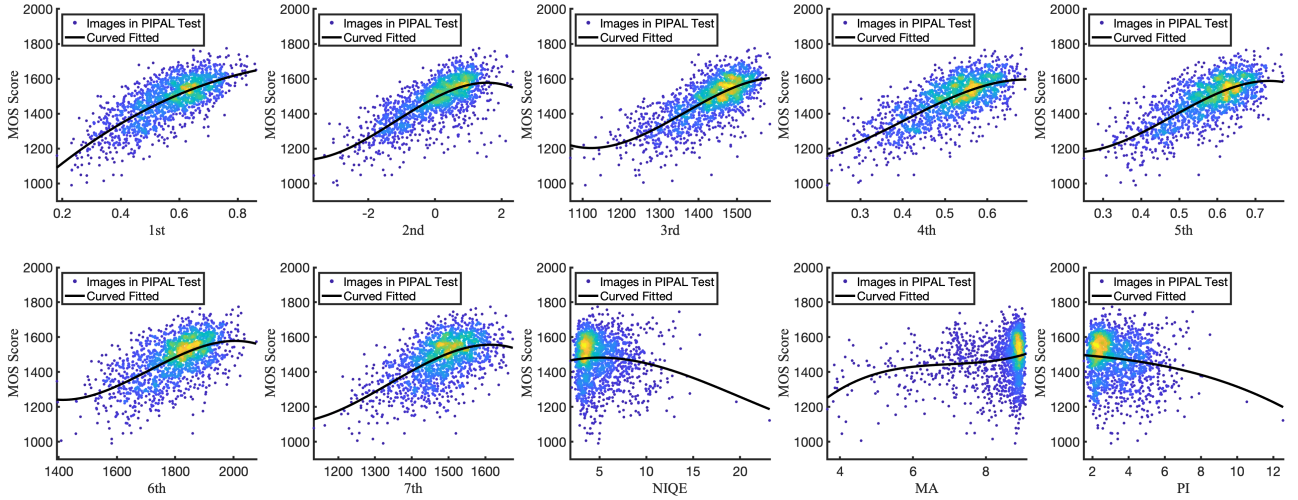 2000
1800
1600
1400
1200
1000
MOS Score
Images in PIPAL Test
Curved Fitted
0.2 0.4 0.6 0.8
1st
2000
1800
1600
1400
1200
1000
MOS Score
Images in PIPAL Test
Curved Fitted
-2 0 2
2nd
2000
1800
1600
1400
1200
1000
MOS Score
Images in PIPAL Test
Curved Fitted
1100 1200 1300 1400 1500
3rd
2000
1800
1600
1400
1200
1000
MOS Score
Images in PIPAL Test
Curved Fitted
0.3 0.4 0.5 0.6
4th
2000
1800
1600
1400
1200
1000
MOS Score
Images in PIPAL Test
Curved Fitted
0.3 0.4 0.5 0.6 0.7
5th
2000
1800
1600
1400
1200
1000
MOS Score
Images in PIPAL Test
Curved Fitted
1400 1600 1800 2000
6th
2000
1800
1600
1400
1200
1000
MOS Score
Images in PIPAL Test
Curved Fitted
1200 1300 1400 1500 1600
7th
2000
1800
1600
1400
1200
1000
MOS Score
Images in PIPAL Test
Curved Fitted
5 10 15 20
NIQE
2000
1800
1600
1400
1200
1000
MOS Score
Images in PIPAL Test
Curved Fitted
4 6 8
MA
2000
1800
1600
1400
1200
1000
MOS Score
Images in PIPAL Test
Curved Fitted
2 4 6 8 10 12
PI